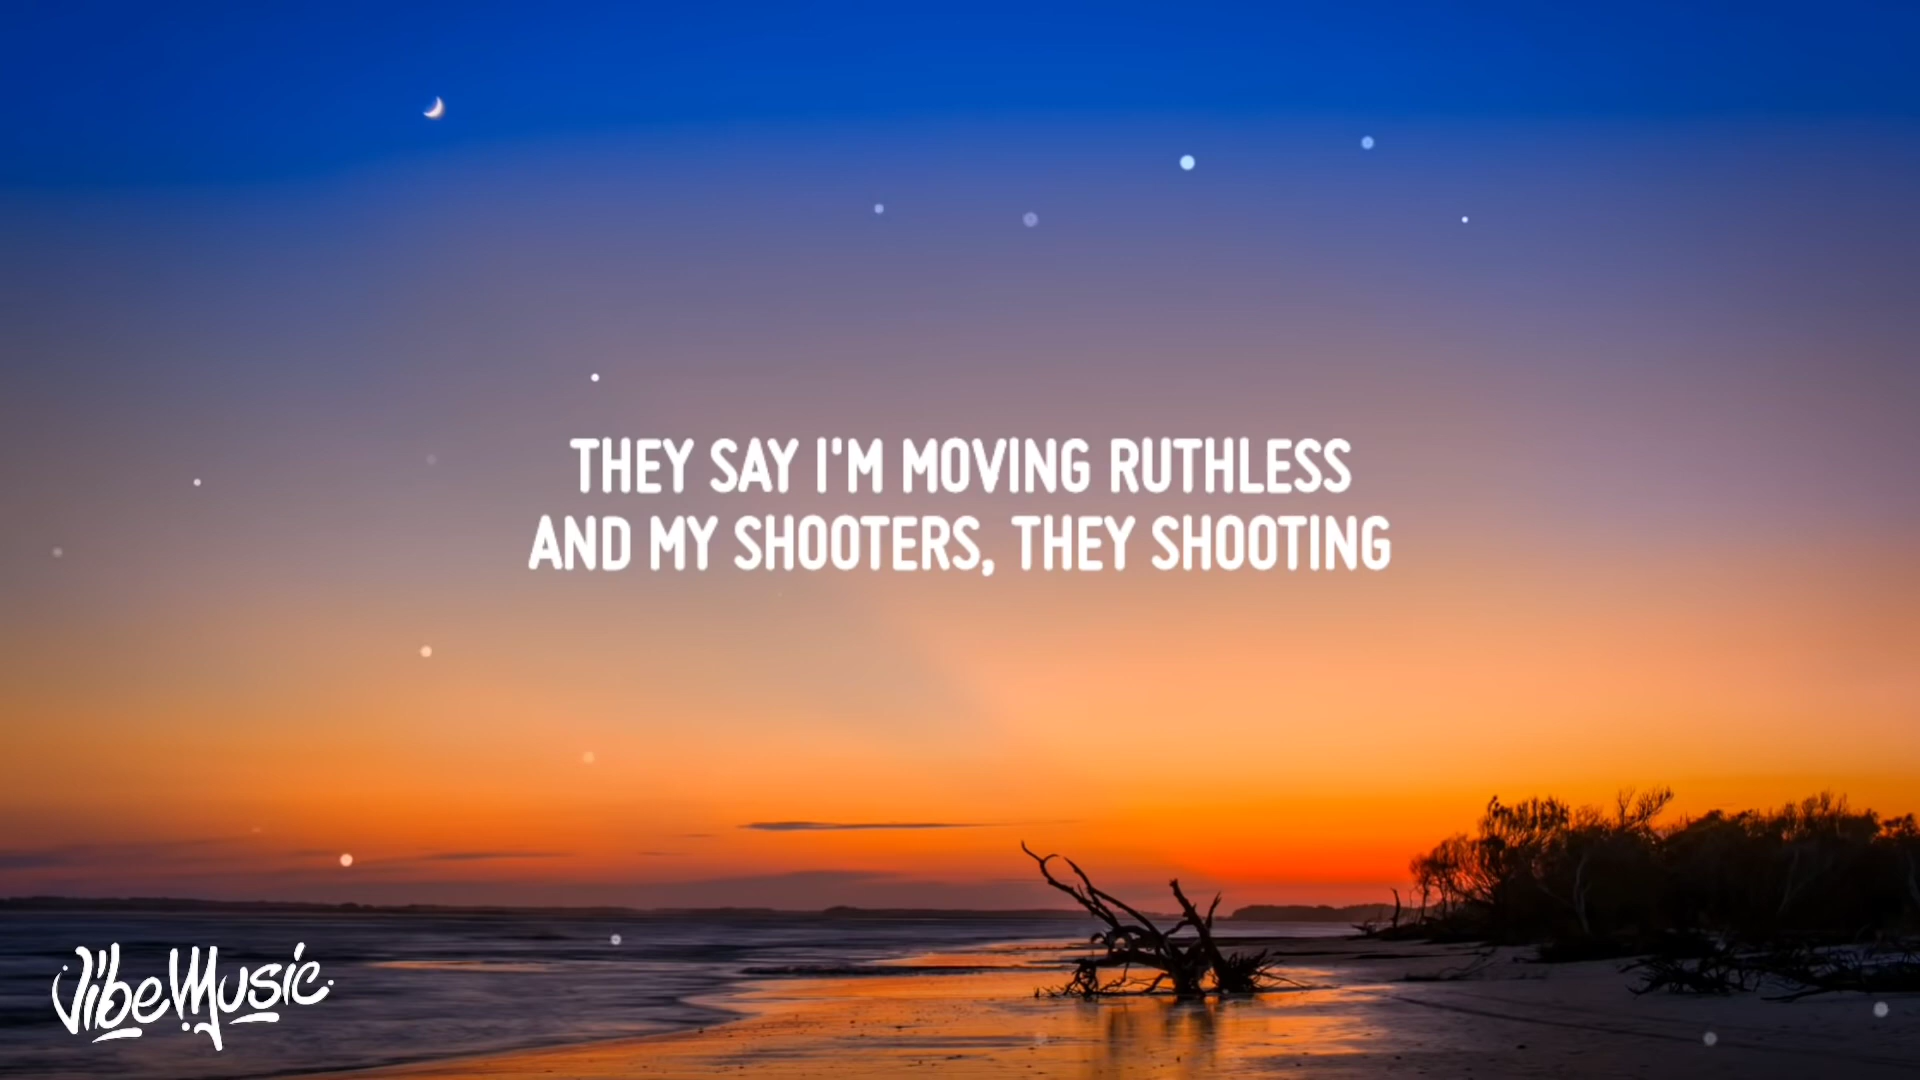 THEY SAY I'M MOVING RUTHLESS
AND MY SHOOTERS, THEY SHOOTING
VibeMusic